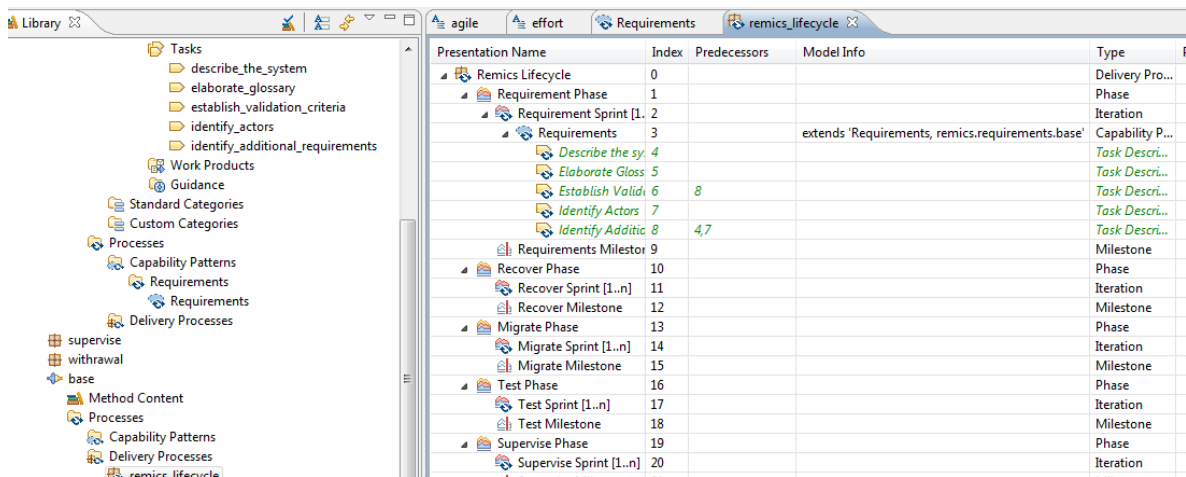 Library
Tasks
describe_the_system
elaborate_glossary
establish_validation_criteria
identify_actors
identify_additional_requirements
Work Products
Guidance
Standard Categories
Custom Categories
Processes
Capability Patterns
Requirements
Requirements
Delivery Processes
supervise
withrawal
base
Method Content
Processes
Capability Patterns
Delivery Processes
remics_lifecycle
agile effort Requirements remics_lifecycle
Presentation Name Index Predecessors Model Info Type
Remics Lifecycle 0 Delivery Pro...
Requirement Phase 1 Phase
Requirement Sprint [1. 2 Iteration
Requirements 3 extends 'Requirements, remics.requirements.base' Capability P...
Describe the sy. 4 Task Descri...
Elaborate Gloss 5 Task Descri...
Establish Valid 6 8 Task Descri...
Identify Actors 7 Task Descri...
Identify Additic 8 4,7 Task Descri...
Requirements Milestor 9 Milestone
Recover Phase 10 Phase
Recover Sprint [1..n] 11 Iteration
Recover Milestone 12 Milestone
Migrate Phase 13 Phase
Migrate Sprint [1..n] 14 Iteration
Migrate Milestone 15 Milestone
Test Phase 16 Phase
Test Sprint [1..n] 17 Iteration
Test Milestone 18 Milestone
Supervise Phase 19 Phase
Supervise Sprint [1..n] 20 Iteration